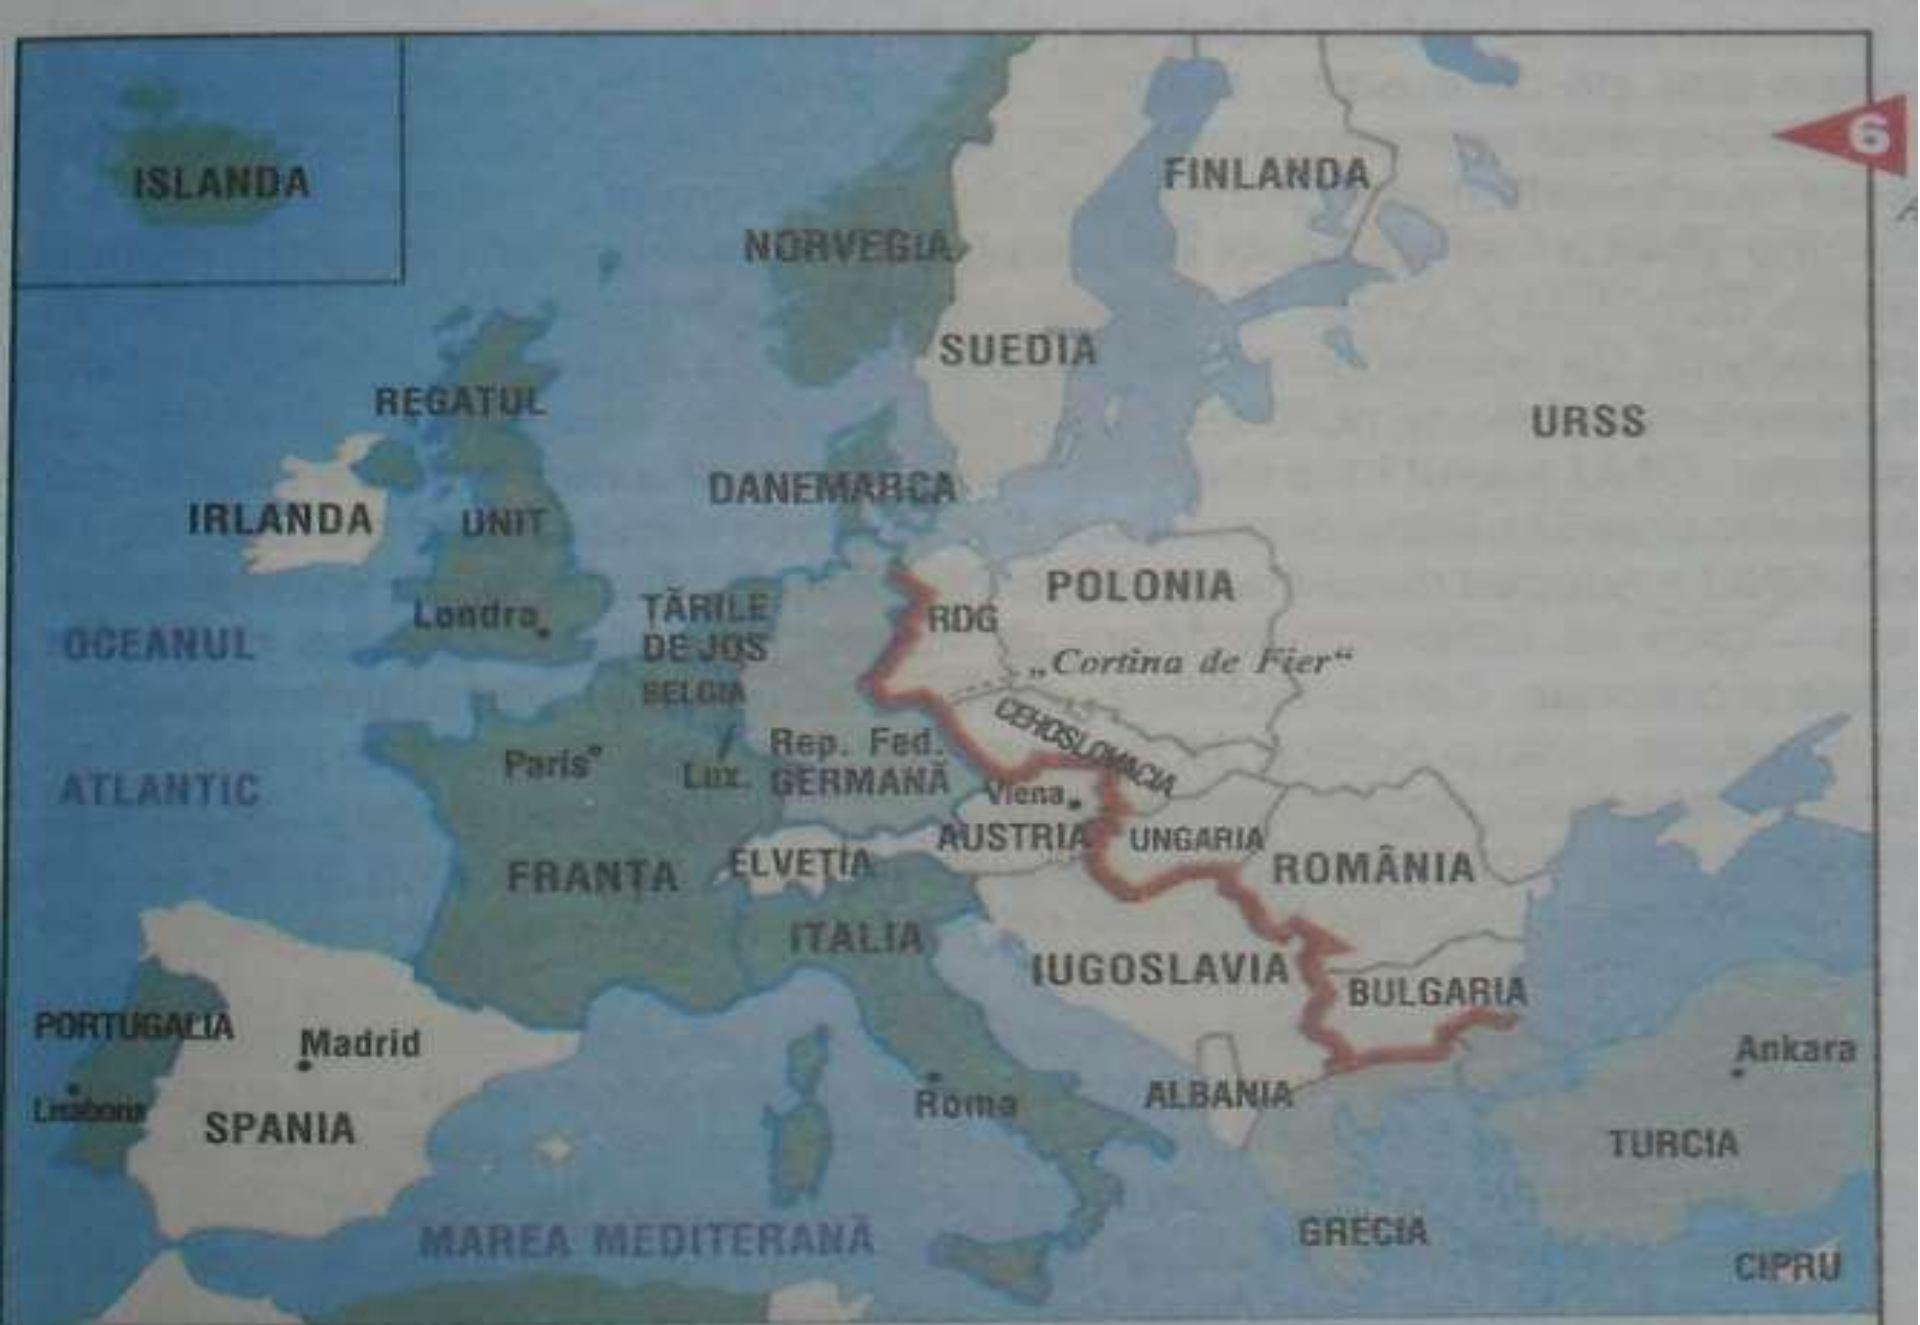 6
ISLANDA
FINLANDA
NORVEGIA
SUEDIA
REGATUL
UNIT
URSS
DANEMARCA
IRLANDA
POLONIA
Londra
ȚĂRILE
DE JOS
RDG
OCEANUL
ATLANTIC
„Cortina de Fier“
BELGIA
CEHOSLOVACIA
Paris
Lux.
Rep. Fed.
GERMANĂ
Viena
AUSTRIA
UNGARIA
ELVEȚIA
FRANȚA
ROMÂNIA
ITALIA
IUGOSLAVIA
BULGARIA
PORTUGALIA
Madrid
Ankara
Lisabona
SPANIA
Roma
ALBANIA
TURCIA
MAREA MEDITERANĂ
GRECIA
CIPRU